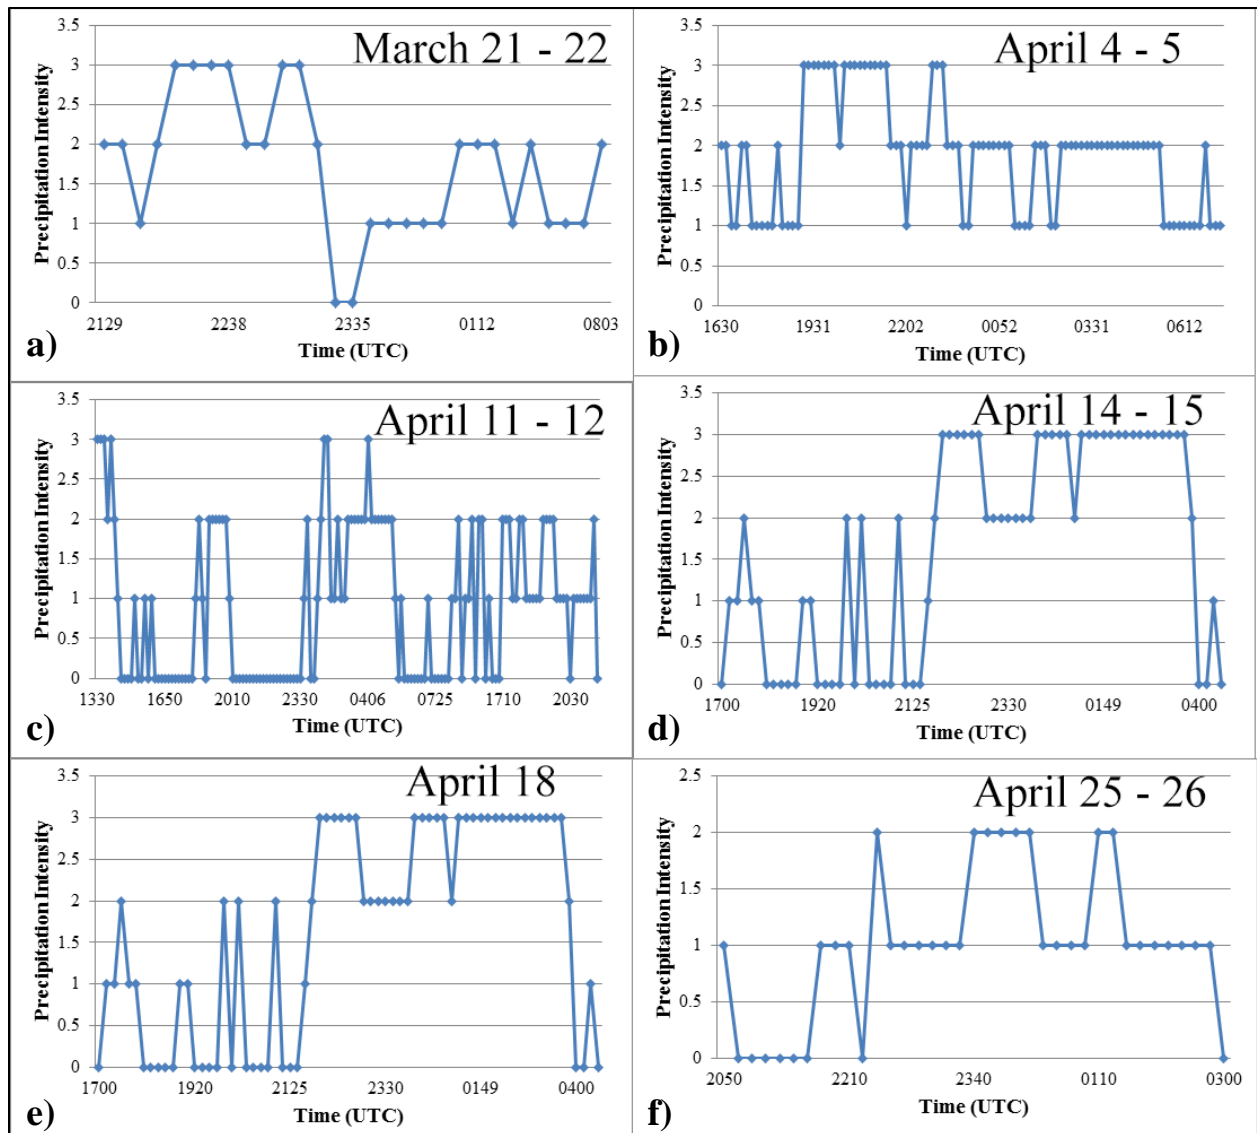 March 21 - 22
Precipitation Intensity
3.5
3
2.5
2
1.5
1
0.5
0
2129 2238 2335 0112 0803
Time (UTC)
a)
April 4 - 5
Precipitation Intensity
3.5
3
2.5
2
1.5
1
0.5
0
1630 1931 2202 0052 0331 0612
Time (UTC)
b)
April 11 - 12
Precipitation Intensity
3.5
3
2.5
2
1.5
1
0.5
0
1330 1650 2010 2330 0406 0725 1710 2030
Time (UTC)
c)
April 14 - 15
Precipitation Intensity
3.5
3
2.5
2
1.5
1
0.5
0
1700 1920 2125 2330 0149 0400
Time (UTC)
d)
April 18
Precipitation Intensity
3.5
3
2.5
2
1.5
1
0.5
0
1700 1920 2125 2330 0149 0400
Time (UTC)
e)
April 25 - 26
Precipitation Intensity
2.5
2
1.5
1
0.5
0
2050 2210 2340 0110 0300
Time (UTC)
f)